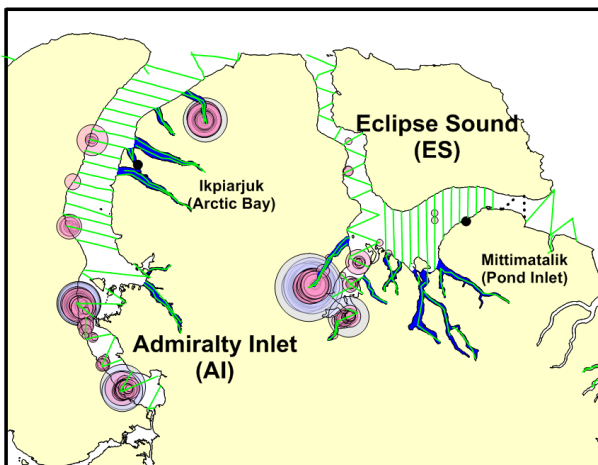 Eclipse Sound
(ES)
Ikpiarjuk
(Arctic Bay)
Mittimatalik
(Pond Inlet)
Admiralty Inlet
(AI)